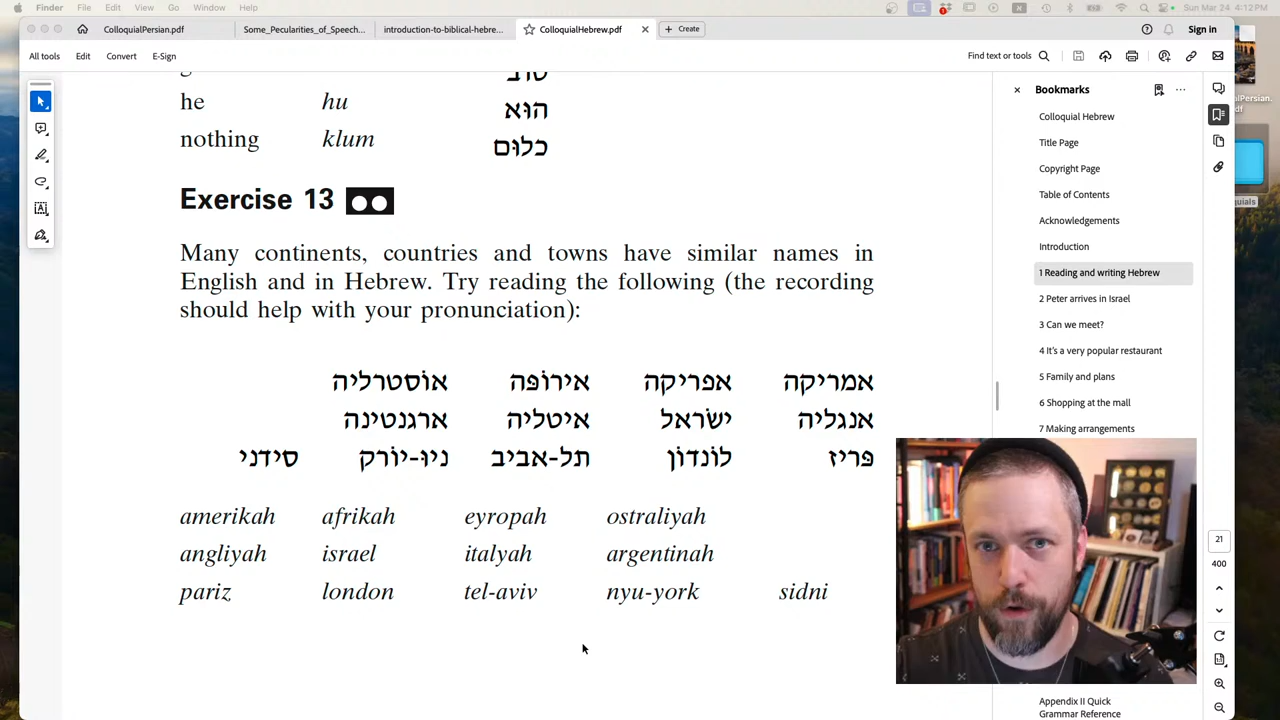 Finder File Edit View Go Window Help Sun Mar 24 4:12 PM
ColloquialPersian.pdf Some_Pecularities_of_Speech... introduction-to-biblical-hebre... ColloquialHebrew.pdf Create Sign in
All tools Edit Convert E-Sign Find text or tools
טוב
he hu הוּא
nothing klum כלוּם
Exercise 13
Many continents, countries and towns have similar names in
English and in Hebrew. Try reading the following (the recording
should help with your pronunciation):
אמריקה אפריקה אירוֹפּה אוֹסטרליה
אנגליה ישׂראל איטליה ארגנטינה
פּריז לוֹנדוֹן תל-אביב ניוּ-יוֹרק סידני
amerikah afrikah eyropah ostraliyah
angliyah israel italyah argentinah
pariz london tel-aviv nyu-york sidni
Bookmarks
Colloquial Hebrew
Title Page
Copyright Page
Table of Contents
Acknowledgements
Introduction
1 Reading and writing Hebrew
2 Peter arrives in Israel
3 Can we meet?
4 It's a very popular restaurant
5 Family and plans
6 Shopping at the mall
7 Making arrangements
Appendix II Quick
Grammar Reference
21
400